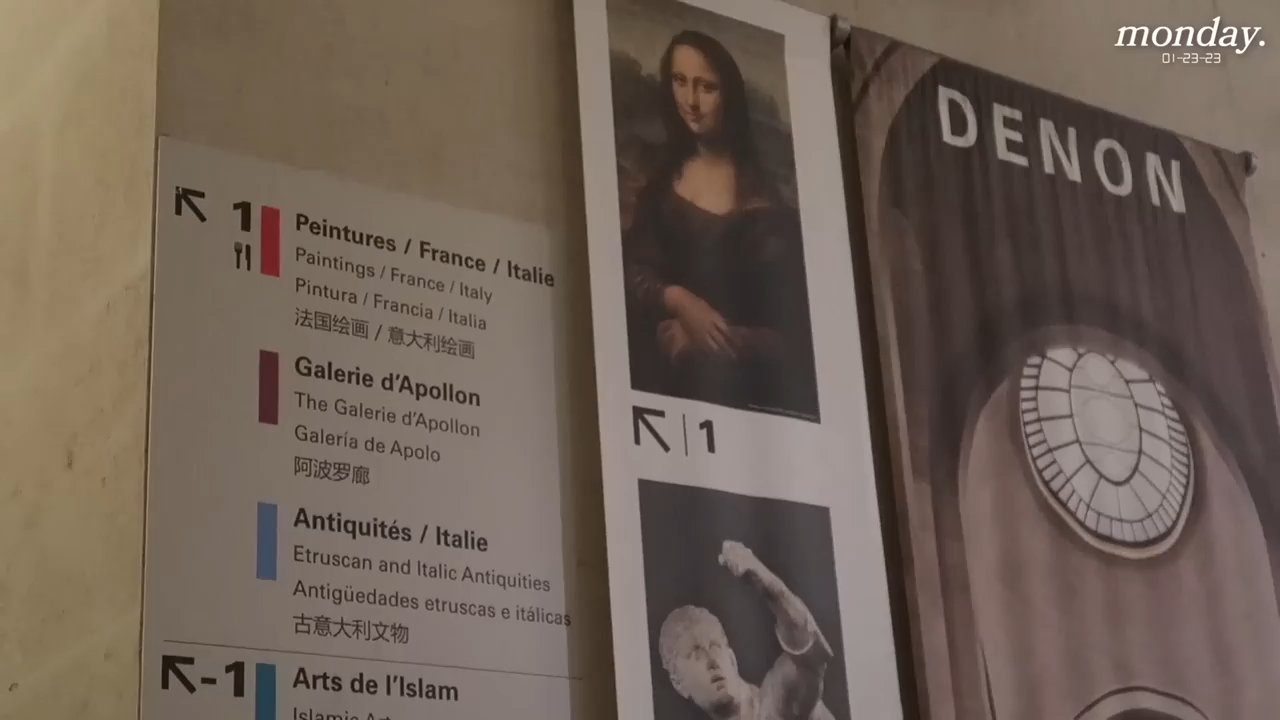 monday.
01-23-23
DENON
1
Peintures / France / Italie
Paintings / France / Italy
Pintura / Francia / Italia
法国绘画 / 意大利绘画
Galerie d'Apollon
The Galerie d'Apollon
Galería de Apolo
阿波罗廊
Antiquités / Italie
Etruscan and Italic Antiquities
Antigüedades etruscas e itálicas
古意大利文物
-1
Arts de l'Islam
Islamic Art
1